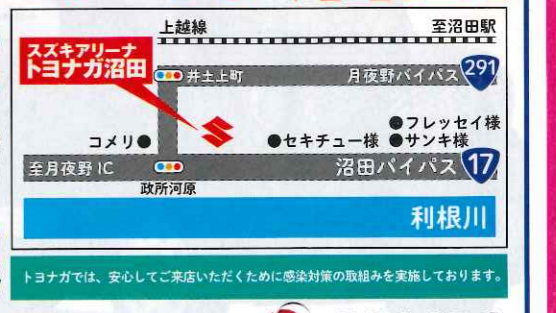 上越線
至沼田駅
スズキアリーナ
トヨナガ沼田
井土上町
月夜野バイパス 291
●フレッセイ様
コメリ●
●セキチュー様 ●サンキ様
至月夜野IC
沼田バイパス 17
政所河原
利根川
トヨナガでは、安心してご来店いただくために感染対策の取組みを実施しております。